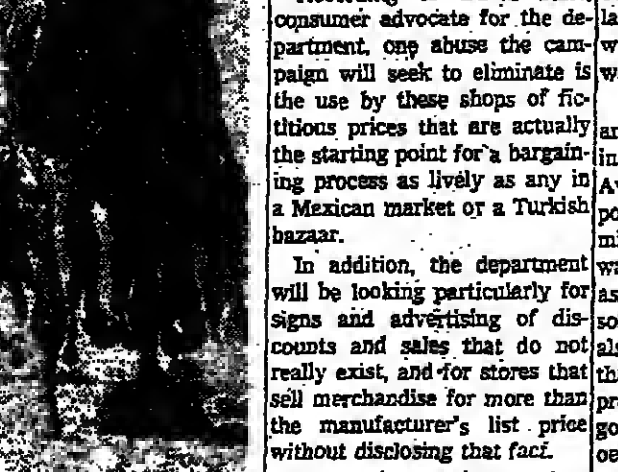 consumer advocate for the de-
partment, one abuse the cam-
paign will seek to eliminate is
the use by these shops of fic-
titious prices that are actually
the starting point for a bargain-
ing process as lively as any in
a Mexican market or a Turkish
bazaar.
In addition, the department
will be looking particularly for
signs and advertising of dis-
counts and sales that do not
really exist, and for stores that
sell merchandise for more than
the manufacturer's list price
without disclosing that fact.